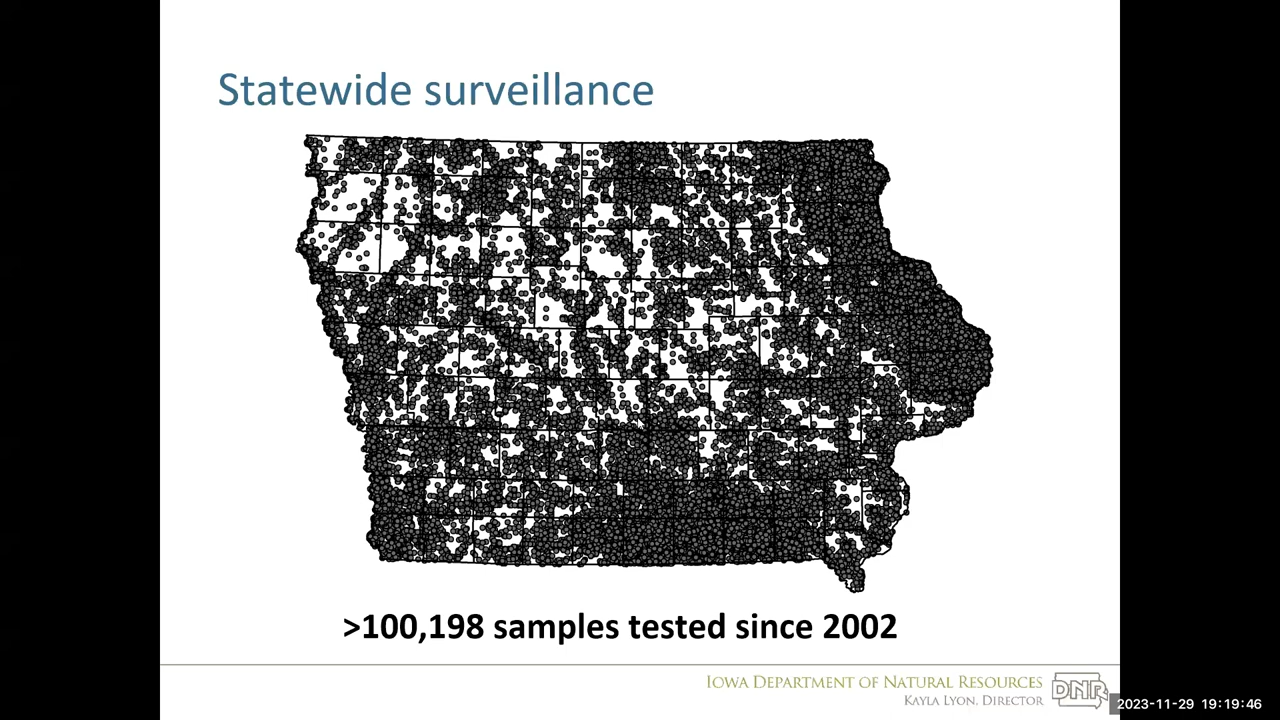 Statewide surveillance
>100,198 samples tested since 2002
Iowa Department of Natural Resources
Kayla Lyon, Director
DNR
2023-11-29 19:19:46